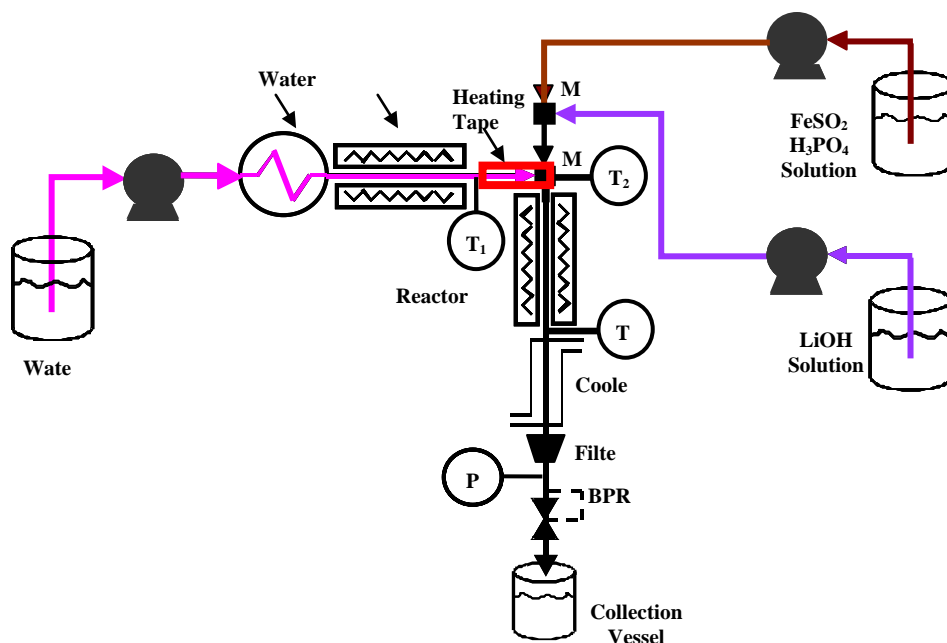 Water
Heating
Tape
M
M
FeSO₂
H₃PO₄
Solution
T₂
T₁
Reactor
T
LiOH
Solution
Wate
Coole
Filte
P
BPR
Collection
Vessel